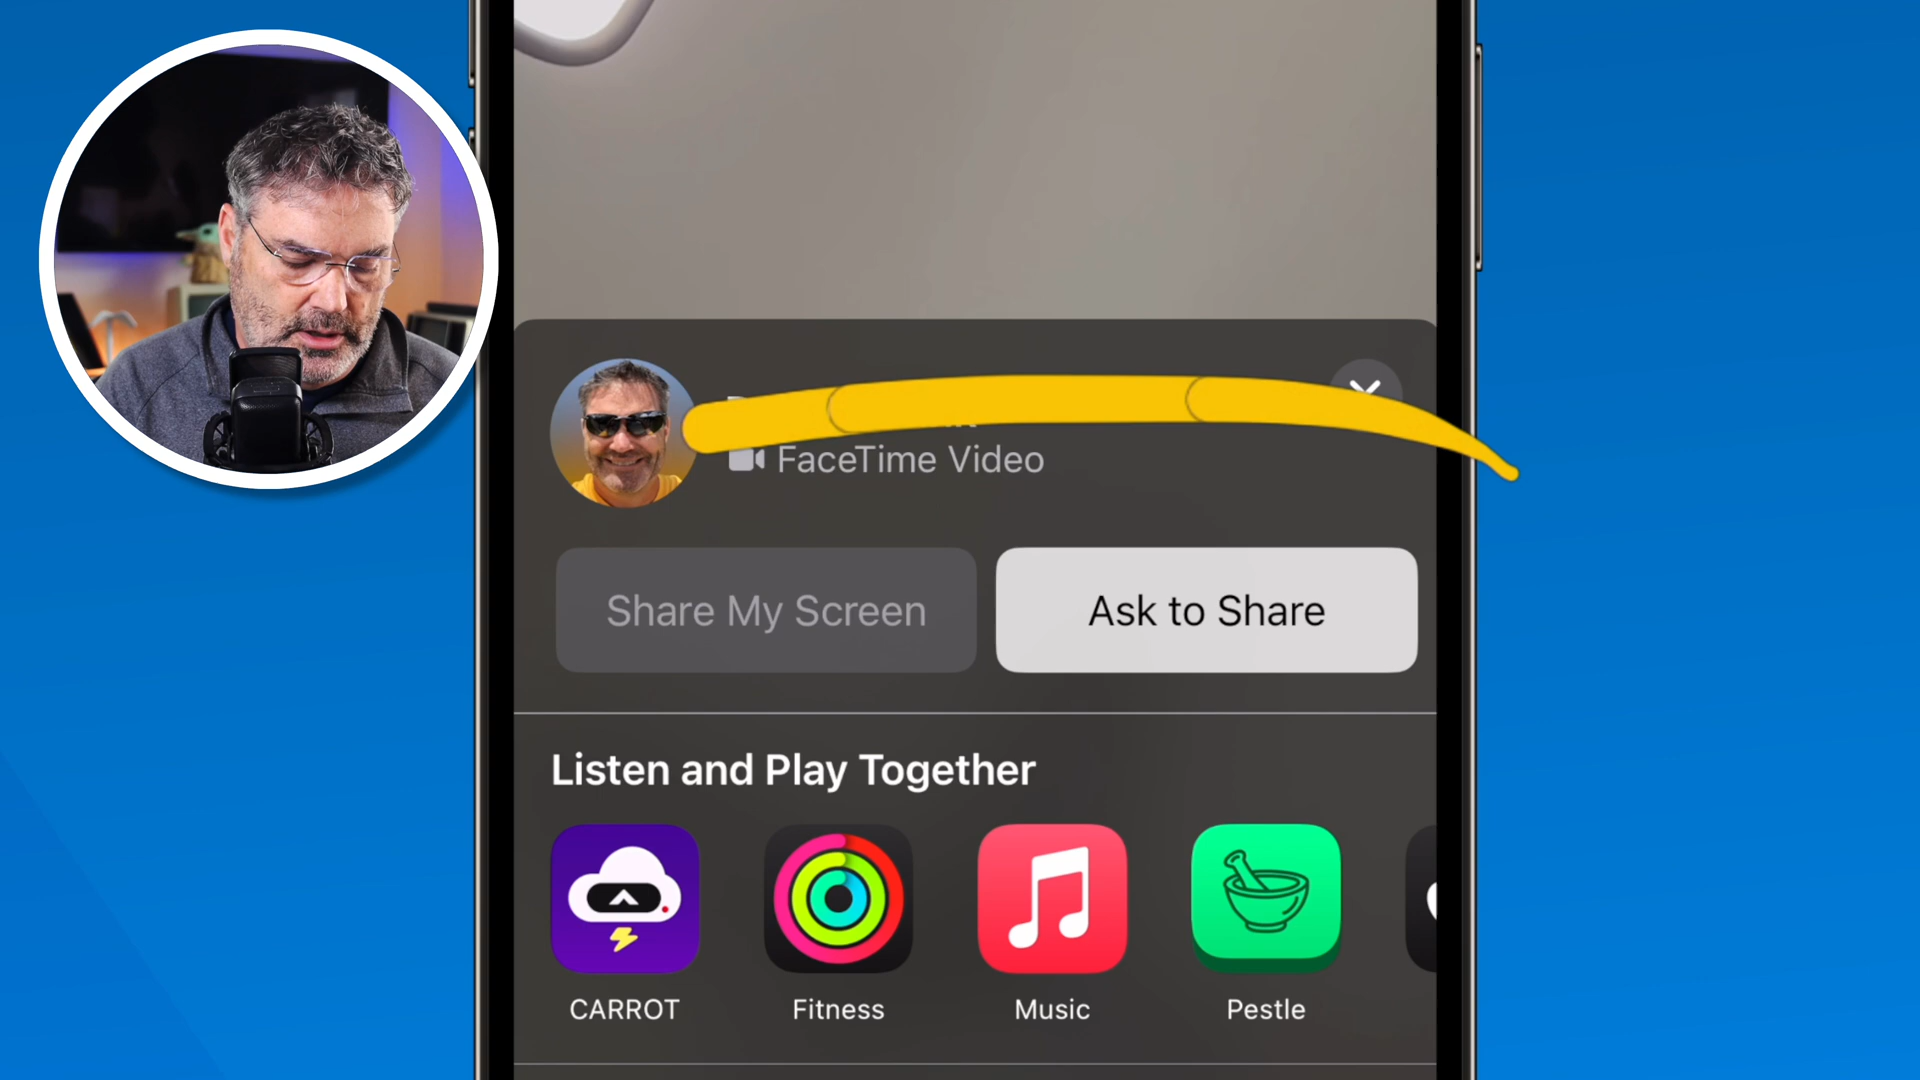 FaceTime Video
Share My Screen
Ask to Share
Listen and Play Together
CARROT
Fitness
Music
Pestle